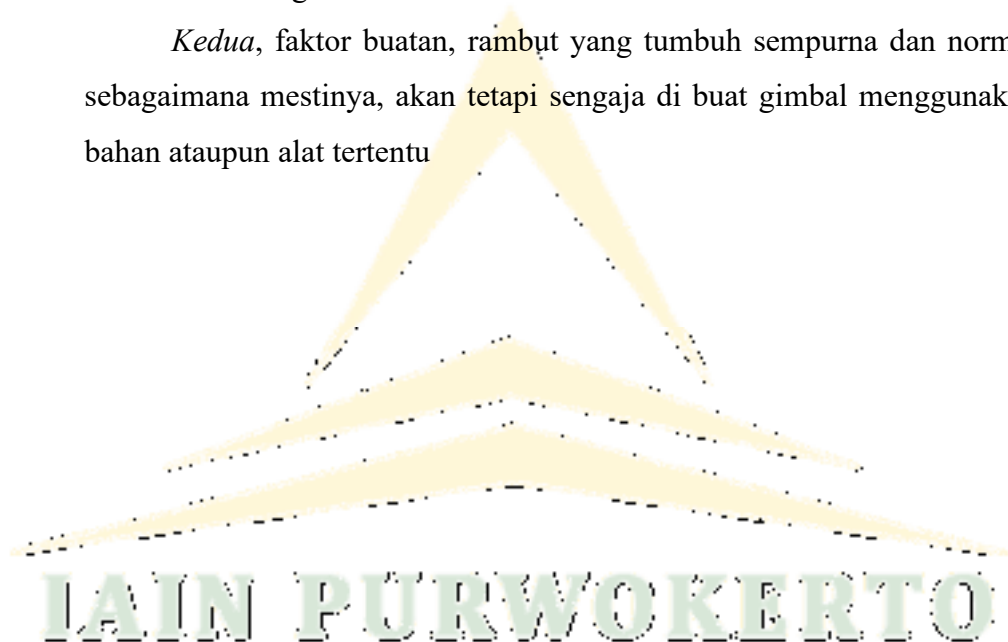 Kedua, faktor buatan, rambut yang tumbuh sempurna dan norm
sebagaimana mestinya, akan tetapi sengaja di buat gimbal menggunak
bahan ataupun alat tertentu
IAIN PURWOKERTO